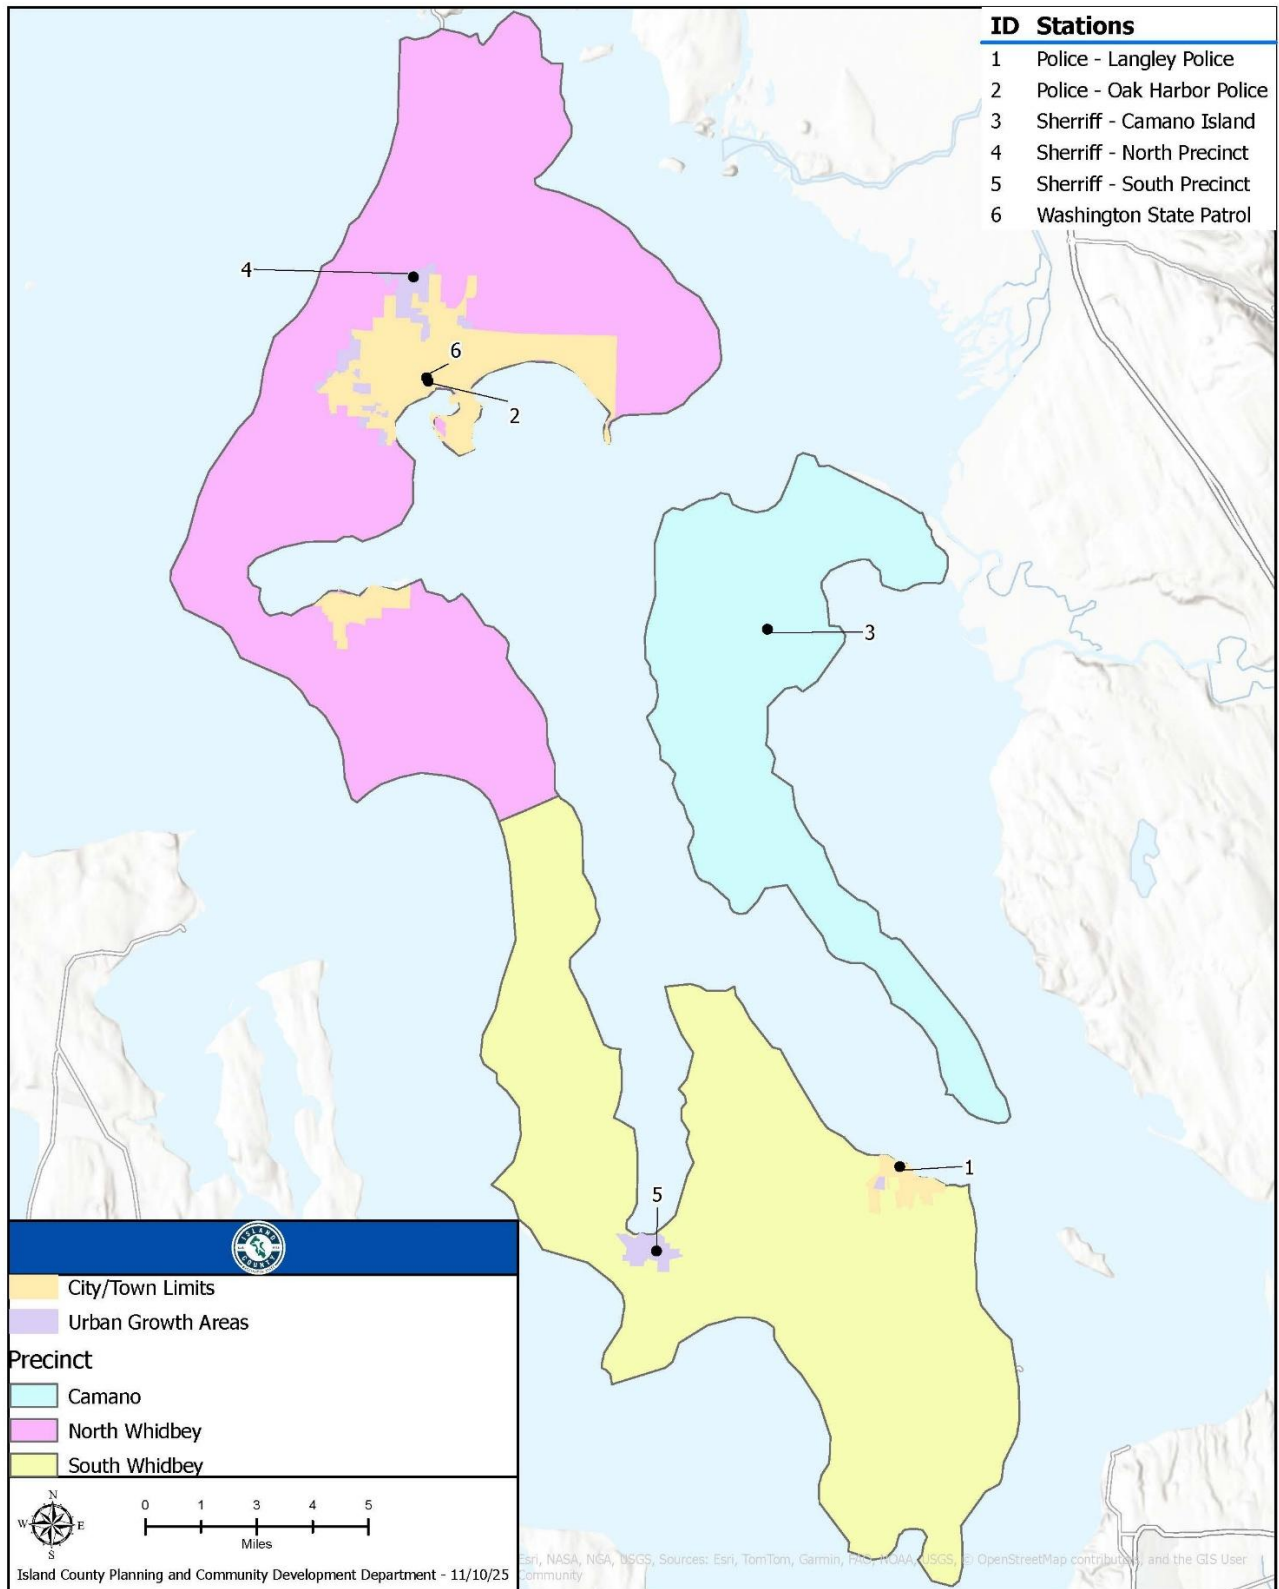 ID Stations
1 Police - Langley Police
2 Police - Oak Harbor Police
3 Sherriff - Camano Island
4 Sherriff - North Precinct
5 Sherriff - South Precinct
6 Washington State Patrol
4
6
2
3
1
5
ISLAND COUNTY
City/Town Limits
Urban Growth Areas
Precinct
Camano
North Whidbey
South Whidbey
N
W E
S
0 1 3 4 5
Miles
Island County Planning and Community Development Department - 11/10/25
Esri, NASA, NGA, USGS, Sources: Esri, TomTom, Garmin, FAO, NOAA, USGS, © OpenStreetMap contributors, and the GIS User
Community